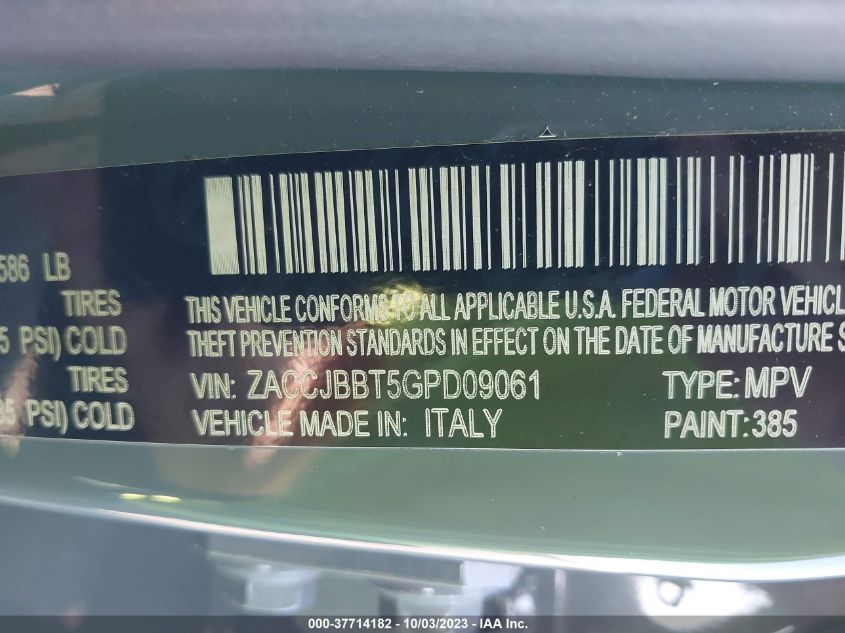 586 LB
TIRES
5 PSI) COLD
TIRES
35 PSI) COLD
THIS VEHICLE CONFORMS TO ALL APPLICABLE U.S.A. FEDERAL MOTOR VEHICL
THEFT PREVENTION STANDARDS IN EFFECT ON THE DATE OF MANUFACTURE S
VIN: ZACCJBBT5GPD09061 TYPE: MPV
VEHICLE MADE IN: ITALY PAINT: 385
000-37714182 - 10/03/2023 - IAA Inc.